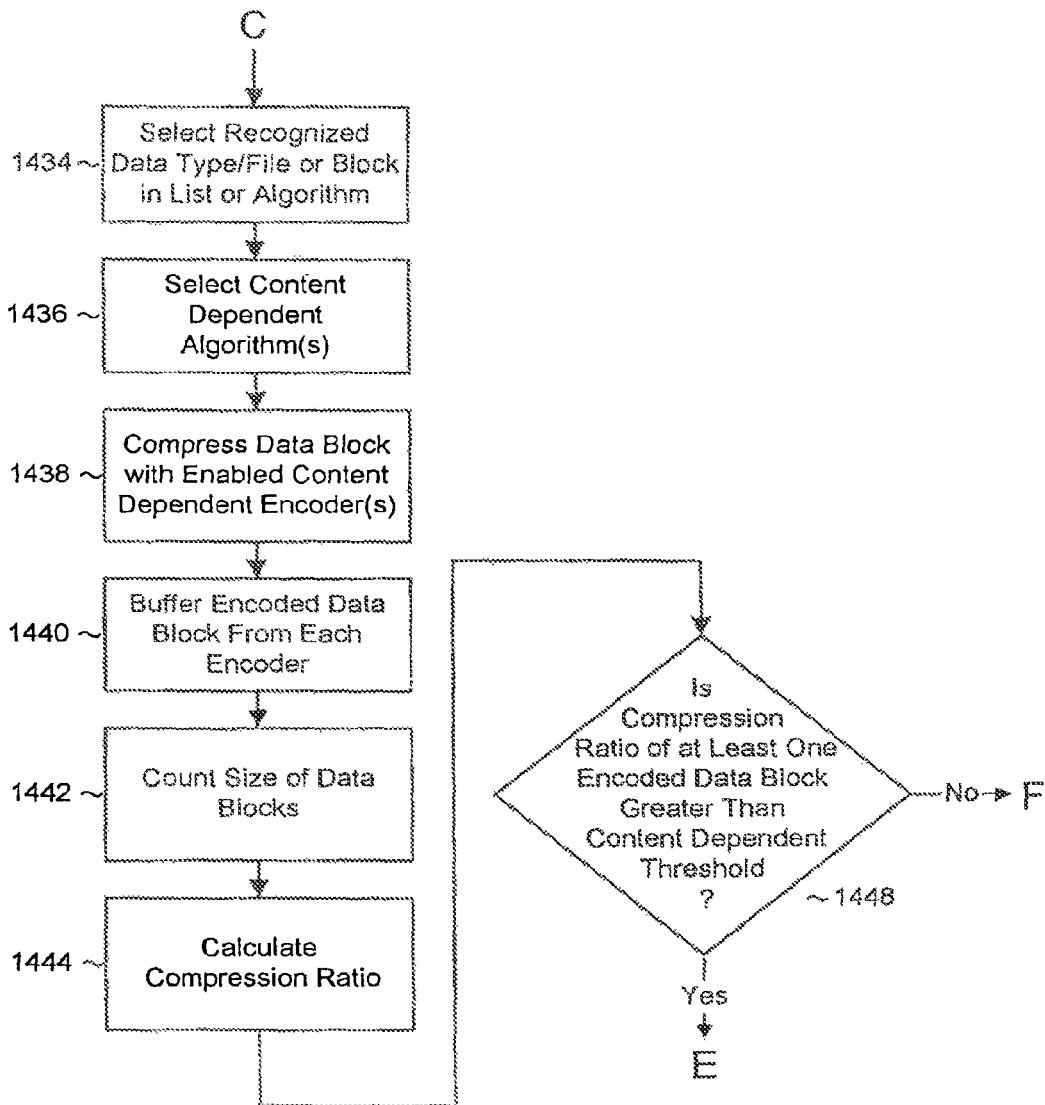 C
1434
Select Recognized
Data Type/File or Block
in List or Algorithm
1436
Select Content
Dependent
Algorithm(s)
1438
Compress Data Block
with Enabled Content
Dependent Encoder(s)
1440
Buffer Encoded Data
Block From Each
Encoder
1442
Count Size of Data
Blocks
1444
Calculate
Compression Ratio
Is
Compression
Ratio of at Least One
Encoded Data Block
Greater Than
Content Dependent
Threshold
?
1448
No
F
Yes
E